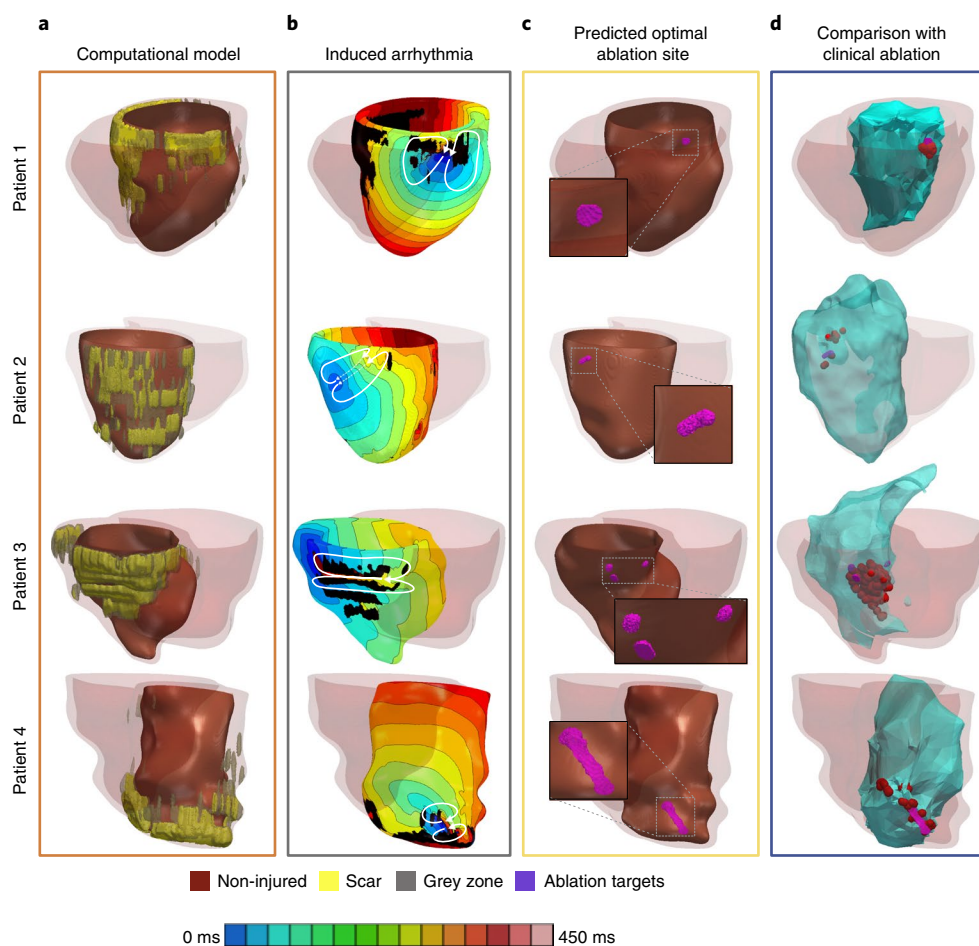 a
b
c
d
Computational model
Induced arrhythmia
Predicted optimal
ablation site
Comparison with
clinical ablation
Patient 1
Patient 2
Patient 3
Patient 4
Non-injured
Scar
Grey zone
Ablation targets
0 ms
450 ms